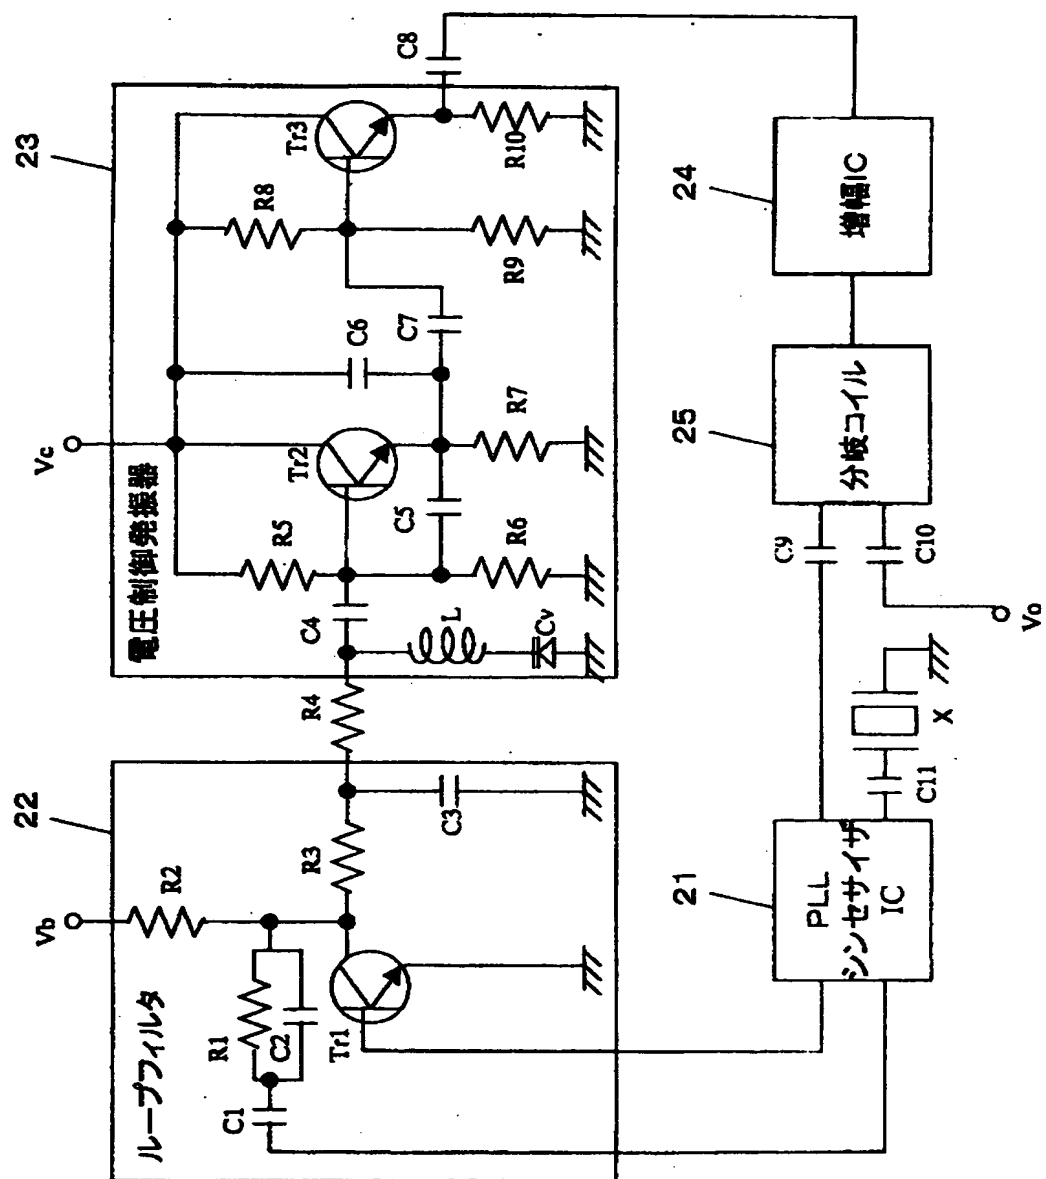 23
Vc
電圧制御発振器
C8
Tr3
R8
R10
R9
C6
C7
Tr2
R7
R5
C5
R6
C4
L
Cv
R4
22
Vb
ループフィルタ
R2
R3
C3
R1
C2
Tr1
C1
24
増幅IC
25
分岐コイル
C9
C10
Vo
X
C11
21
PLL
シンセサイザ
IC